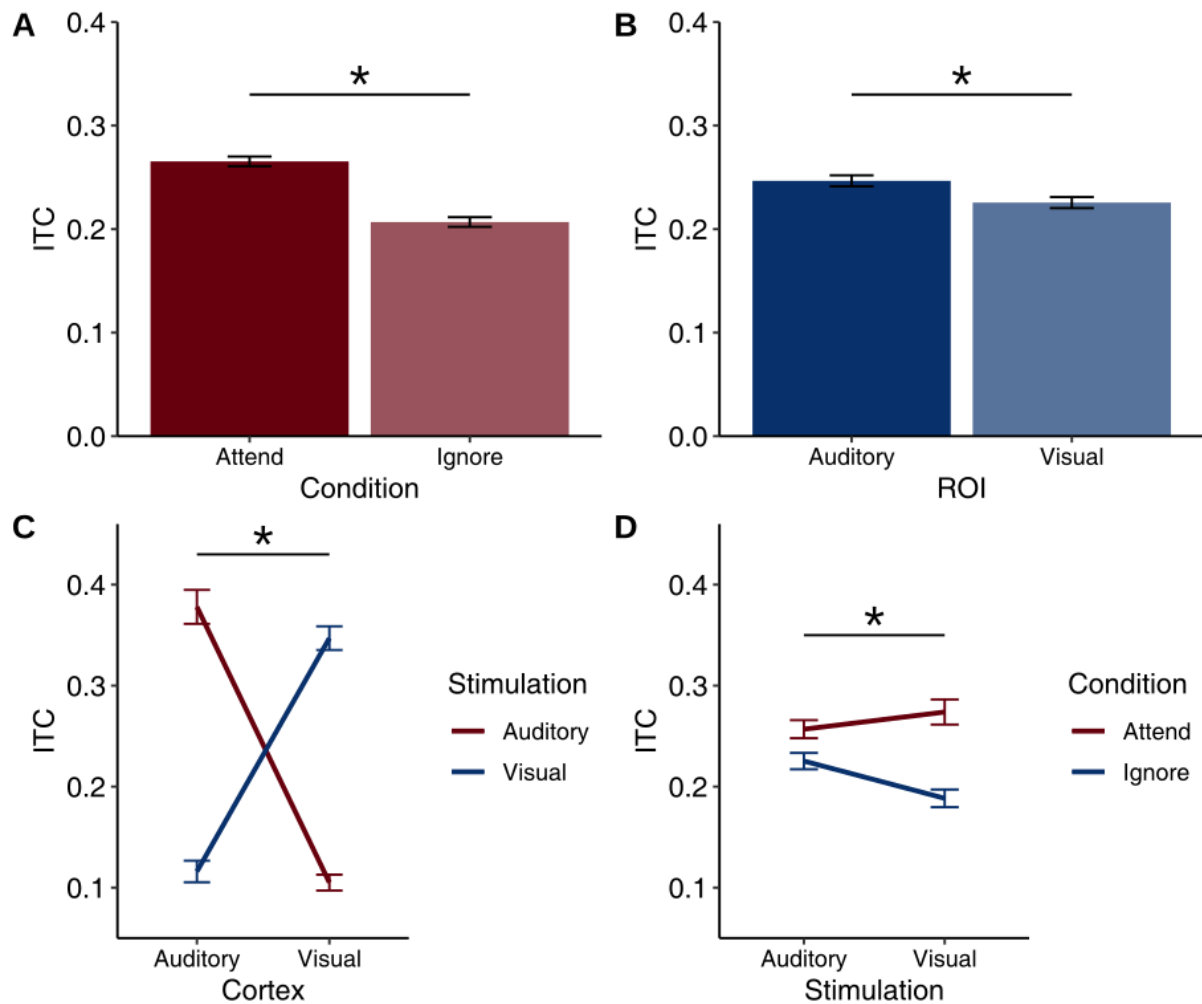 A
0.4
0.3
0.2
0.1
0.0
ITC
*
Attend
Ignore
Condition
B
0.4
0.3
0.2
0.1
0.0
ITC
*
Auditory
Visual
ROI
C
0.4
0.3
0.2
0.1
ITC
*
Auditory
Visual
Cortex
Stimulation
Auditory
Visual
D
0.4
0.3
0.2
0.1
ITC
*
Auditory
Visual
Stimulation
Condition
Attend
Ignore